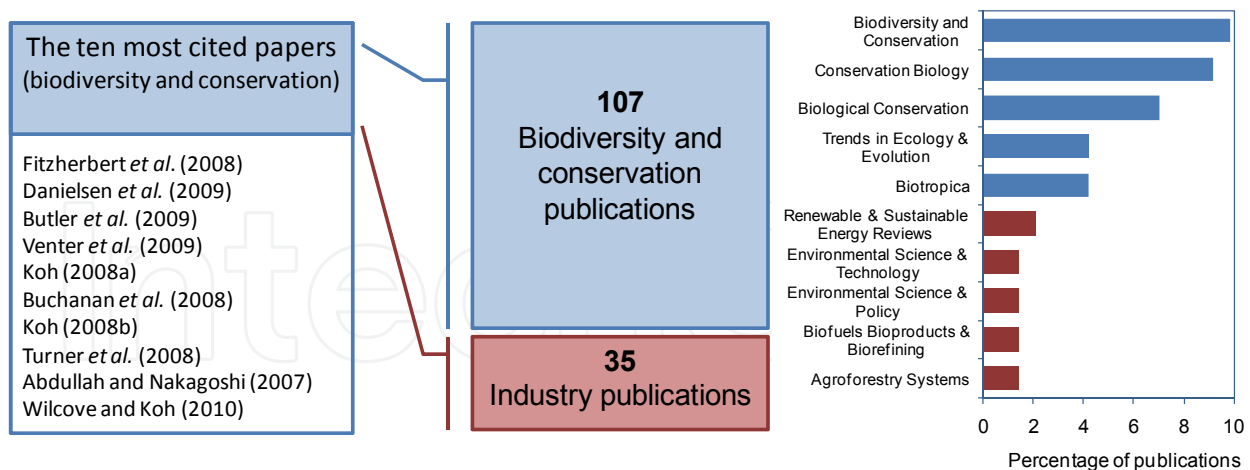 The ten most cited papers
(biodiversity and conservation)
Fitzherbert et al. (2008)
Danielsen et al. (2009)
Butler et al. (2009)
Venter et al. (2009)
Koh (2008a)
Buchanan et al. (2008)
Koh (2008b)
Turner et al. (2008)
Abdullah and Nakagoshi (2007)
Wilcove and Koh (2010)
107
Biodiversity and
conservation
publications
35
Industry publications
Biodiversity and
Conservation
Conservation Biology
Biological Conservation
Trends in Ecology &
Evolution
Biotropica
Renewable & Sustainable
Energy Reviews
Environmental Science &
Technology
Environmental Science &
Policy
Biofuels Bioproducts &
Biorefining
Agroforestry Systems
0 2 4 6 8 10
Percentage of publications